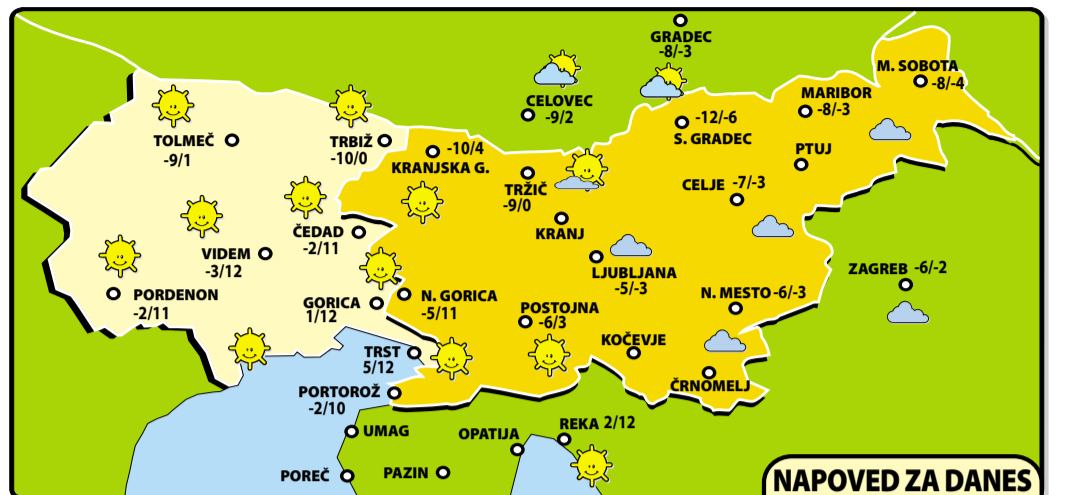 GRADEC
-8/-3
M. SOBOTA
-8/-4
CELOVEC
-9/2
MARIBOR
-8/-3
-12/-6
S. GRADEC
TOLMEČ
-9/1
TRBIŽ
-10/0
-10/4
KRANJSKA G.
PTUJ
TRŽIČ
-9/0
CELJE -7/-3
KRANJ
ČEDAD
-2/11
VIDEM
-3/12
LJUBLJANA
-5/-3
ZAGREB -6/-2
PORDENON
-2/11
GORICA
1/12
N. GORICA
-5/11
N. MESTO -6/-3
POSTOJNA
-6/3
KOČEVJE
TRST
5/12
ČRNOMELJ
PORTOROŽ
-2/10
UMAG
OPATIJA
REKA 2/12
POREČ
PAZIN
NAPOVED ZA DANES